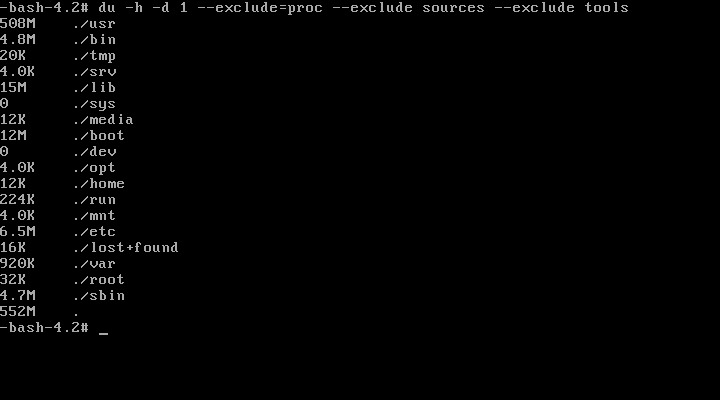 -bash-4.2# du -h -d 1 --exclude=proc --exclude sources --exclude tools
508M ./usr
4.8M ./bin
20K ./tmp
4.0K ./srv
15M ./lib
0 ./sys
12K ./media
12M ./boot
0 ./dev
4.0K ./opt
12K ./home
224K ./run
4.0K ./mnt
6.5M ./etc
16K ./lost+found
920K ./var
32K ./root
4.7M ./sbin
552M .
-bash-4.2# _